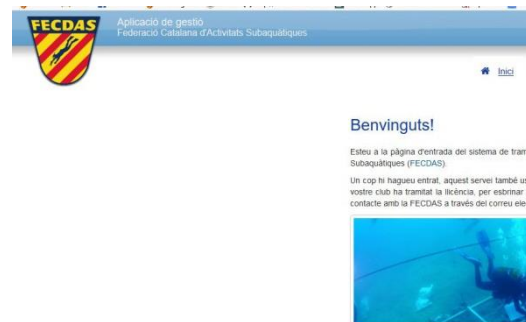 FECDAS
Aplicació de gestió
Federació Catalana d'Activitats Subaquàtiques
Inici
Benvinguts!
Esteu a la pàgina d'entrada del sistema de tram
Subaquàtiques (FECDAS).
Un cop hi hagueu entrat, aquest servei també us
vostre club ha tramitat la llicència, per esbrinar
contacte amb la FECDAS a través del correu ele